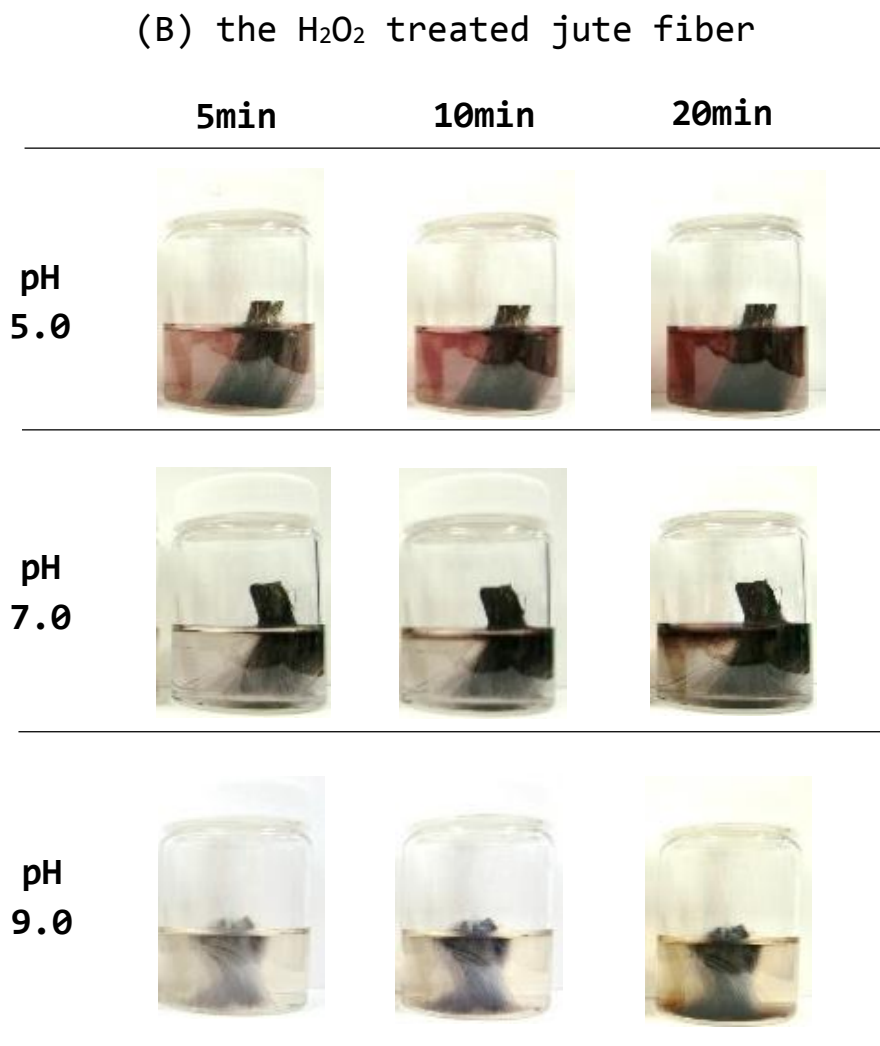 (B) the H₂O₂ treated jute fiber
5min 10min 20min
pH
5.0
pH
7.0
pH
9.0